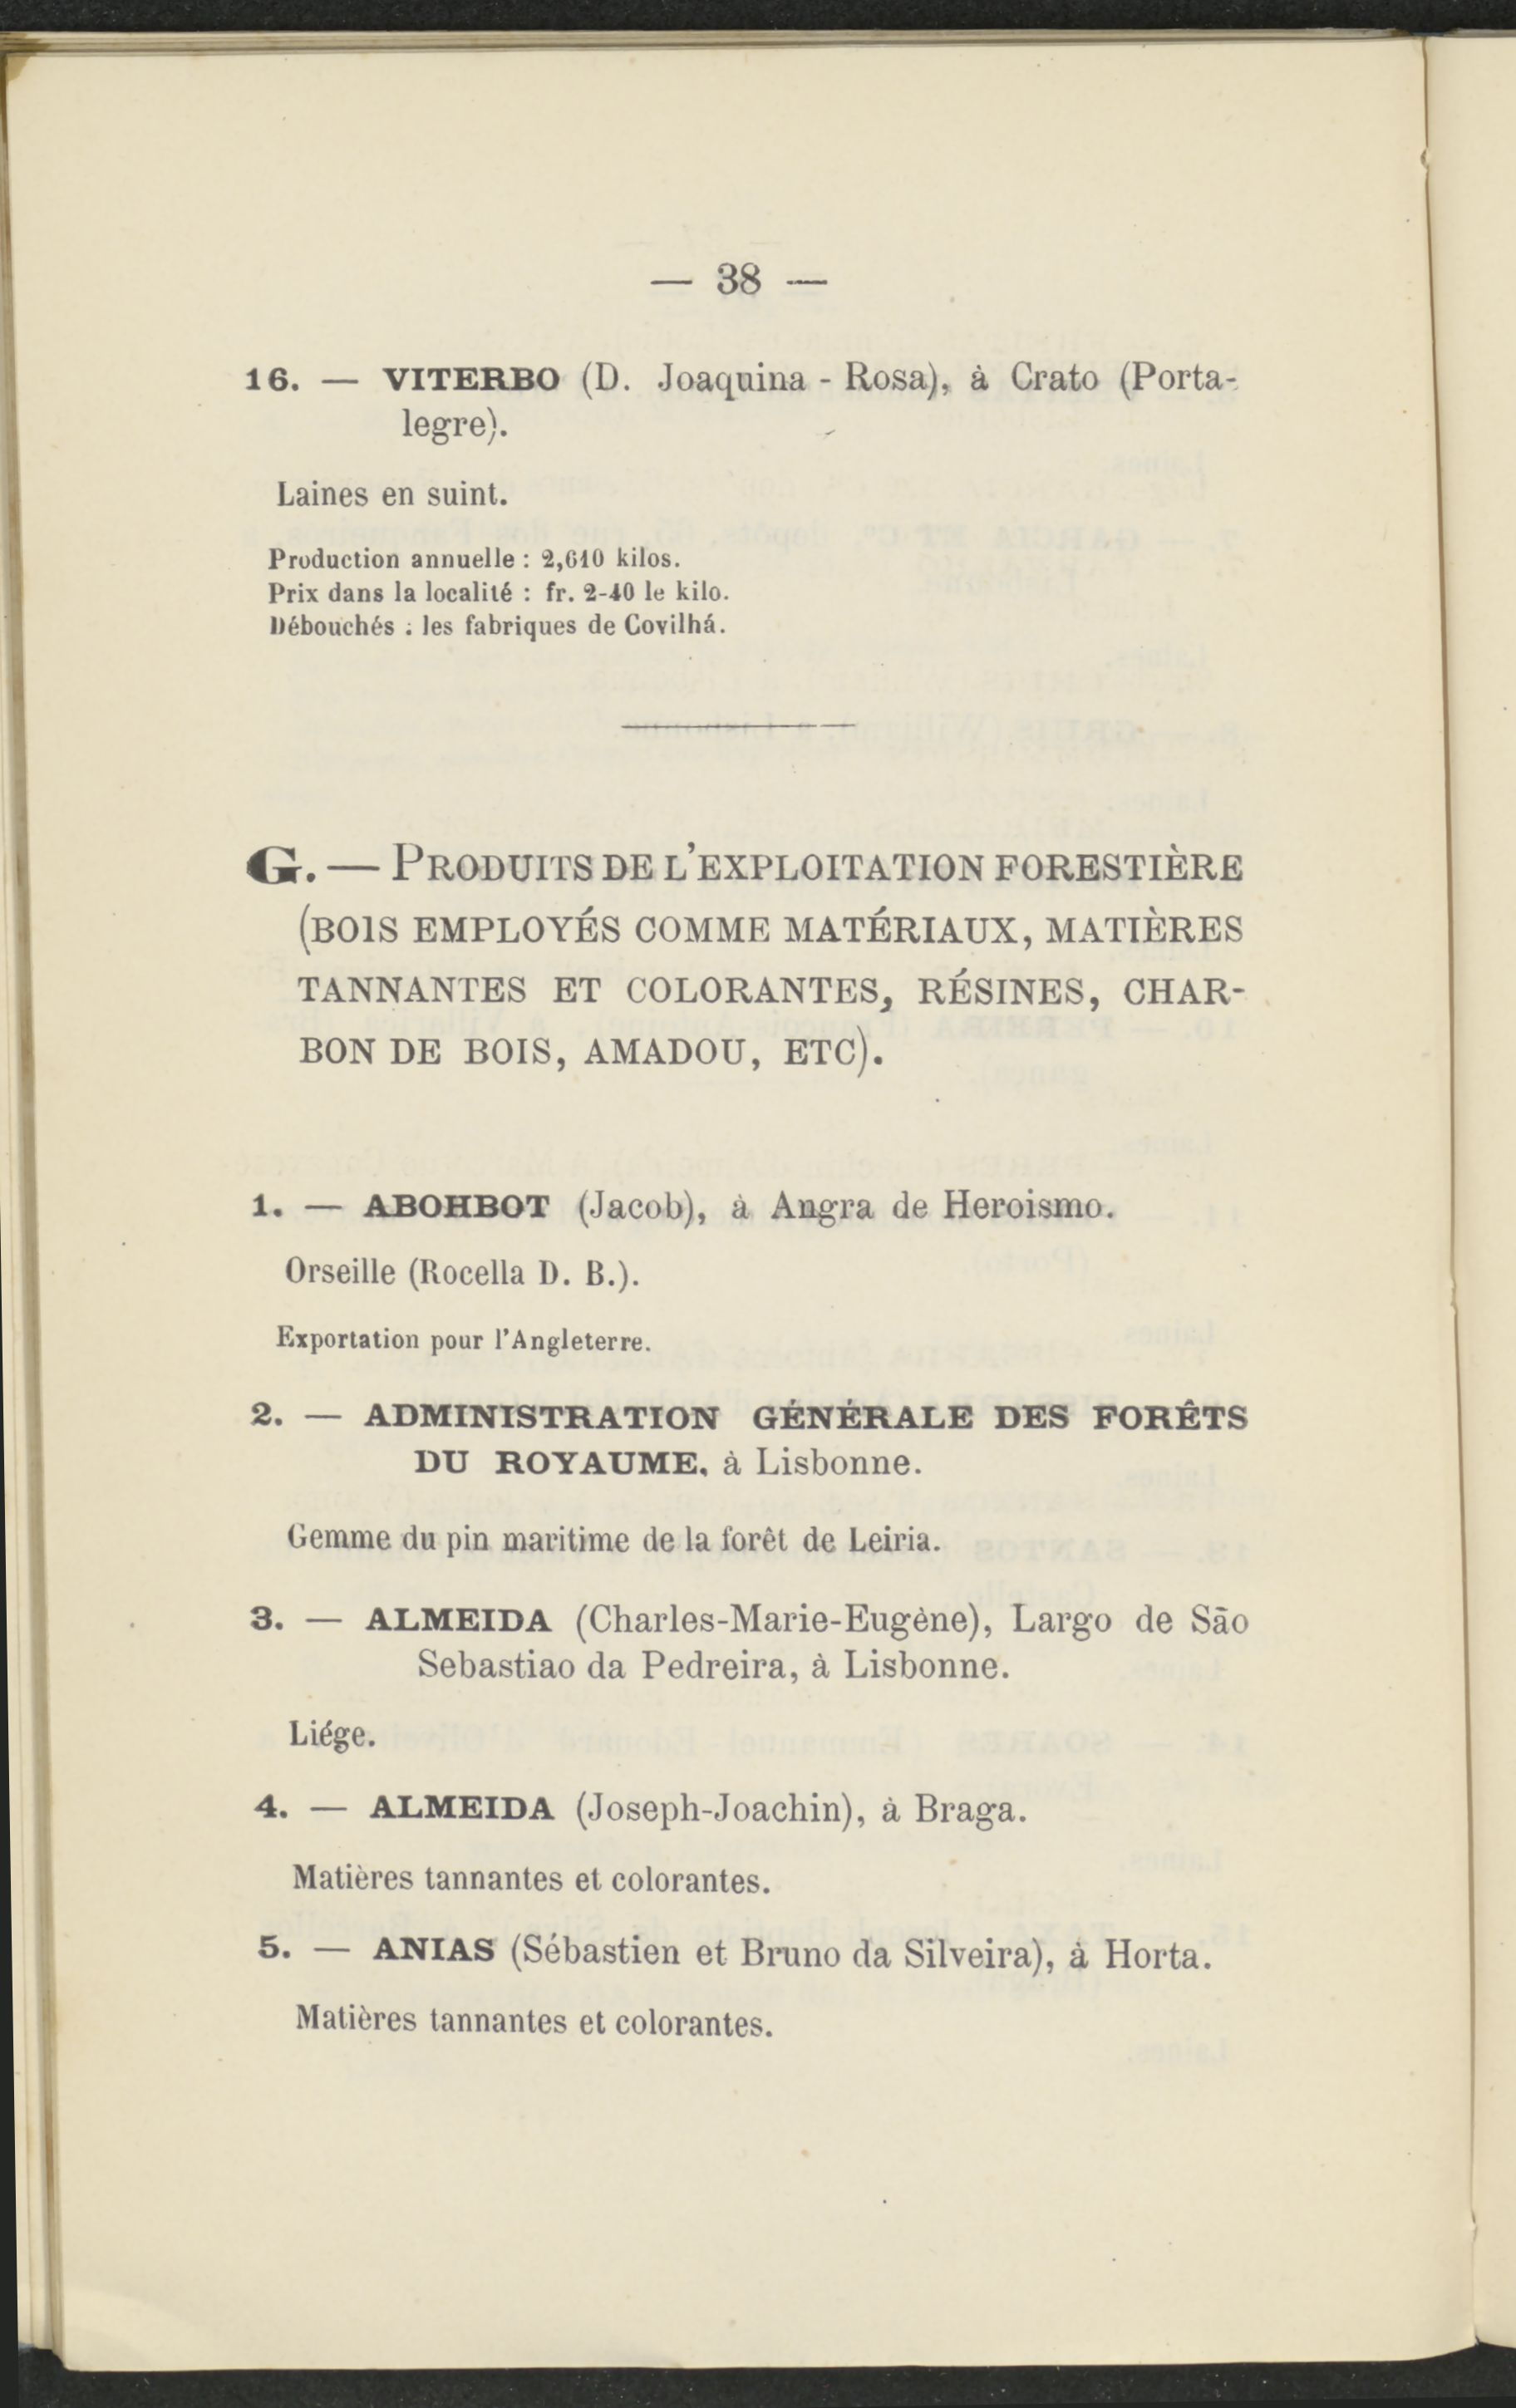 — 38 —
16. — VITERBO (D. Joaquina - Rosa), à Crato (Porta-
legre).
Laines en suint.
Production annuelle : 2,610 kilos.
Prix dans la localité : fr. 2-40 le kilo.
Débouchés : les fabriques de Covilhá.
G. — PRODUITS DE L'EXPLOITATION FORESTIÈRE
(BOIS EMPLOYÉS COMME MATÉRIAUX, MATIÈRES
TANNANTES ET COLORANTES, RÉSINES, CHAR-
BON DE BOIS, AMADOU, ETC).
1. — ABOHBOT (Jacob), à Angra de Heroismo.
Orseille (Rocella D. B.).
Exportation pour l'Angleterre.
2. — ADMINISTRATION GÉNÉRALE DES FORÊTS
DU ROYAUME, à Lisbonne.
Gemme du pin maritime de la forêt de Leiria.
3. — ALMEIDA (Charles-Marie-Eugène), Largo de São
Sebastiao da Pedreira, à Lisbonne.
Liége.
4. — ALMEIDA (Joseph-Joachin), à Braga.
Matières tannantes et colorantes.
5. — ANIAS (Sébastien et Bruno da Silveira), à Horta.
Matières tannantes et colorantes.